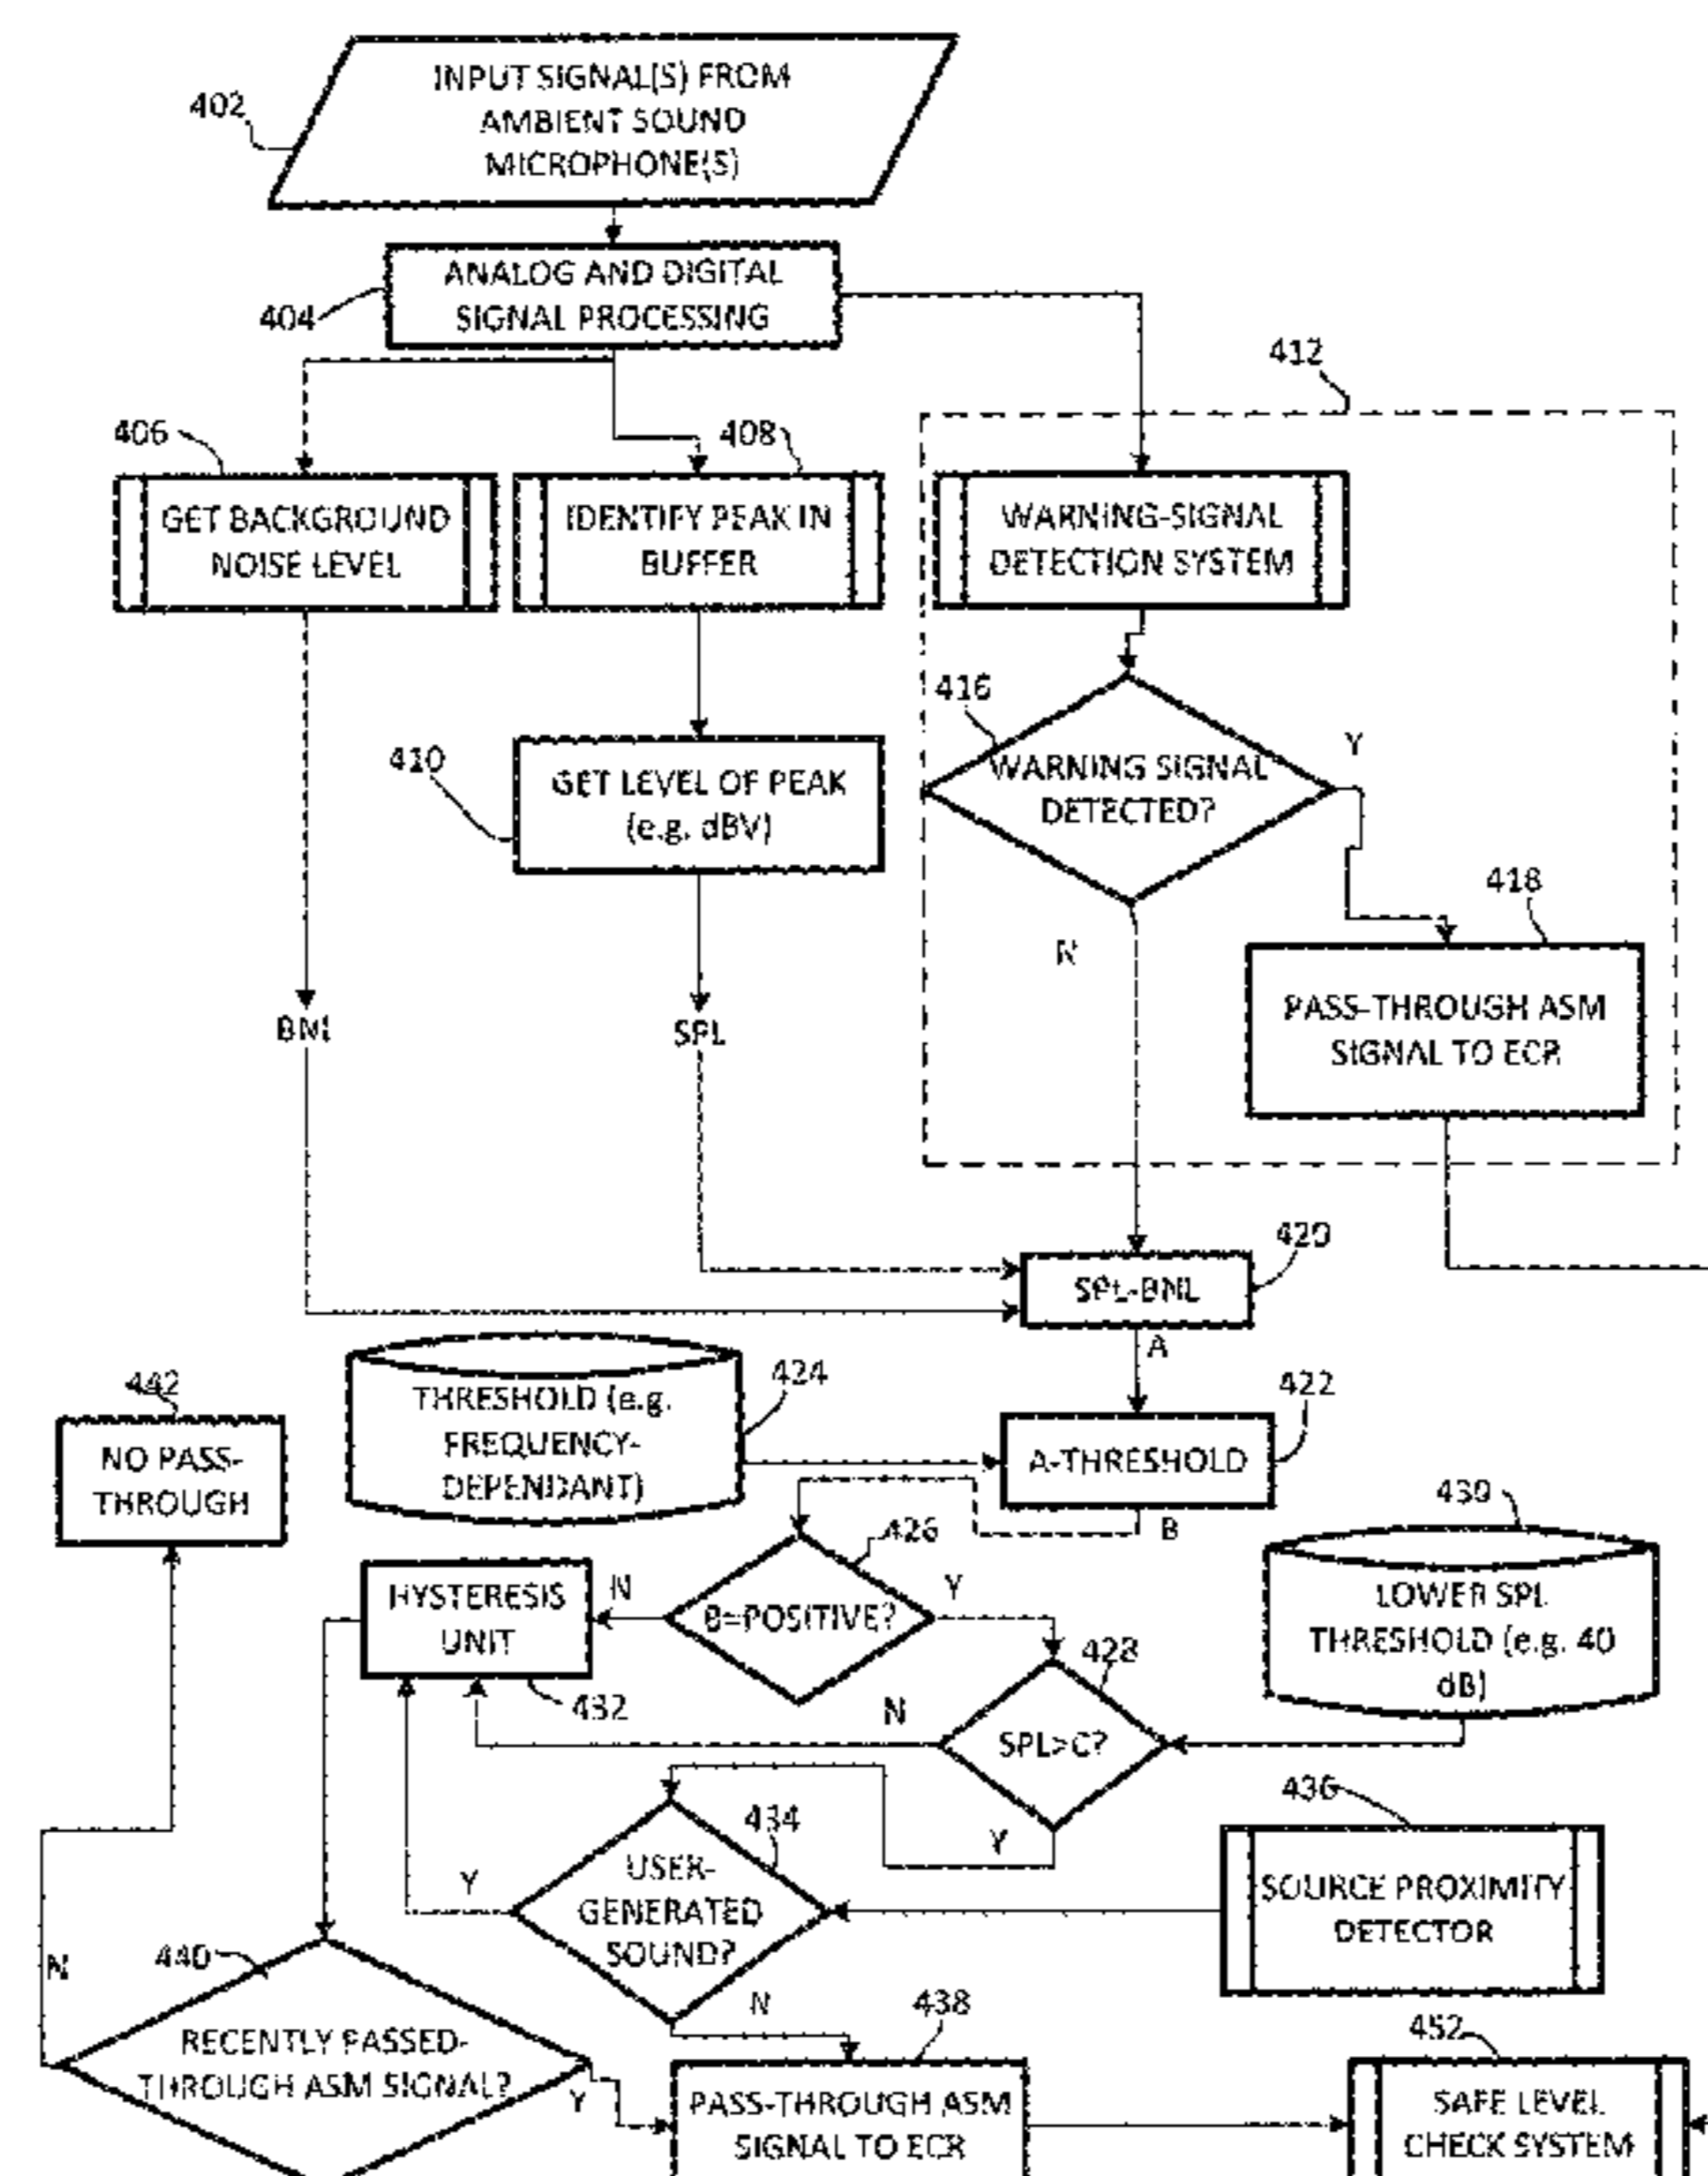 402
INPUT SIGNAL(S) FROM
AMBIENT SOUND
MICROPHONE(S)
404
ANALOG AND DIGITAL
SIGNAL PROCESSING
412
406
GET BACKGROUND
NOISE LEVEL
408
IDENTIFY PEAK IN
BUFFER
WARNING-SIGNAL
DETECTION SYSTEM
410
GET LEVEL OF PEAK
(e.g. dBV)
416
WARNING SIGNAL
DETECTED?
Y
N
418
PASS-THROUGH ASM
SIGNAL TO ECR
BNL
SPL
420
SPL-BNL
A
442
NO PASS-
THROUGH
424
THRESHOLD (e.g.
FREQUENCY-
DEPENDANT)
422
A-THRESHOLD
B
426
B=POSITIVE?
N
Y
HYSTERESIS
UNIT
432
430
LOWER SPL
THRESHOLD (e.g. 40
dB)
428
SPL>C?
N
Y
434
USER-
GENERATED
SOUND?
Y
N
436
SOURCE PROXIMITY
DETECTOR
440
RECENTLY PASSED-
THROUGH ASM SIGNAL?
N
Y
438
PASS-THROUGH ASM
SIGNAL TO ECR
452
SAFE LEVEL
CHECK SYSTEM